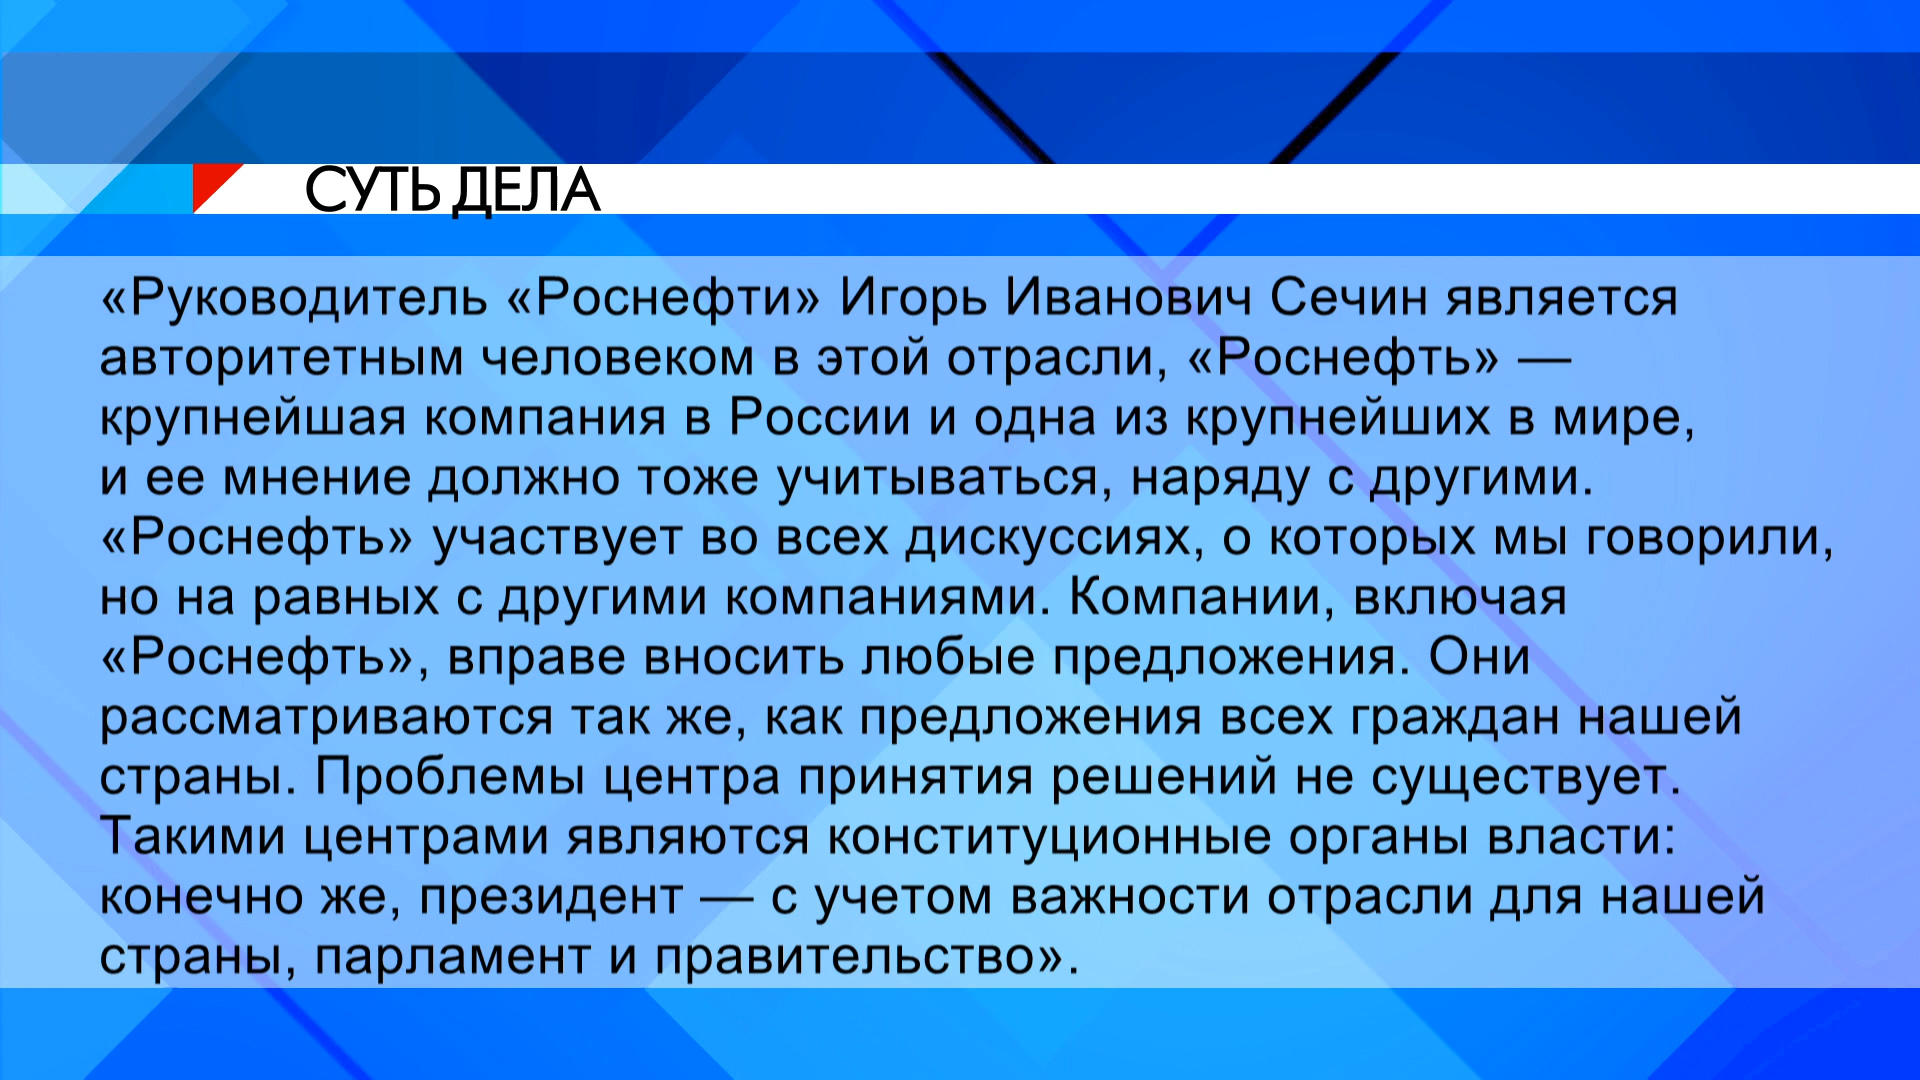 СУТЬ ДЕЛА
«Руководитель «Роснефти» Игорь Иванович Сечин является
авторитетным человеком в этой отрасли, «Роснефть» —
крупнейшая компания в России и одна из крупнейших в мире,
и ее мнение должно тоже учитываться, наряду с другими.
«Роснефть» участвует во всех дискуссиях, о которых мы говорили,
но на равных с другими компаниями. Компании, включая
«Роснефть», вправе вносить любые предложения. Они
рассматриваются так же, как предложения всех граждан нашей
страны. Проблемы центра принятия решений не существует.
Такими центрами являются конституционные органы власти:
конечно же, президент — с учетом важности отрасли для нашей
страны, парламент и правительство».